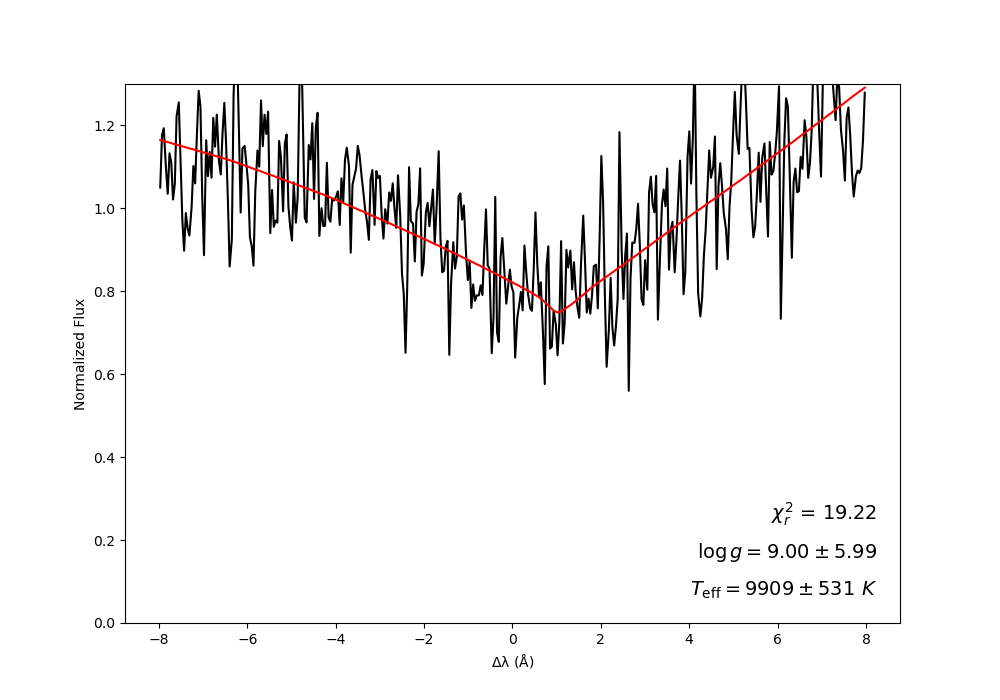 1.2
1.0
0.8
0.6
0.4
0.2
0.0
Normalized Flux
χ²ᵣ = 19.22
log g = 9.00 ± 5.99
T_eff = 9909 ± 531 K
−8 −6 −4 −2 0 2 4 6 8
Δλ (Å)